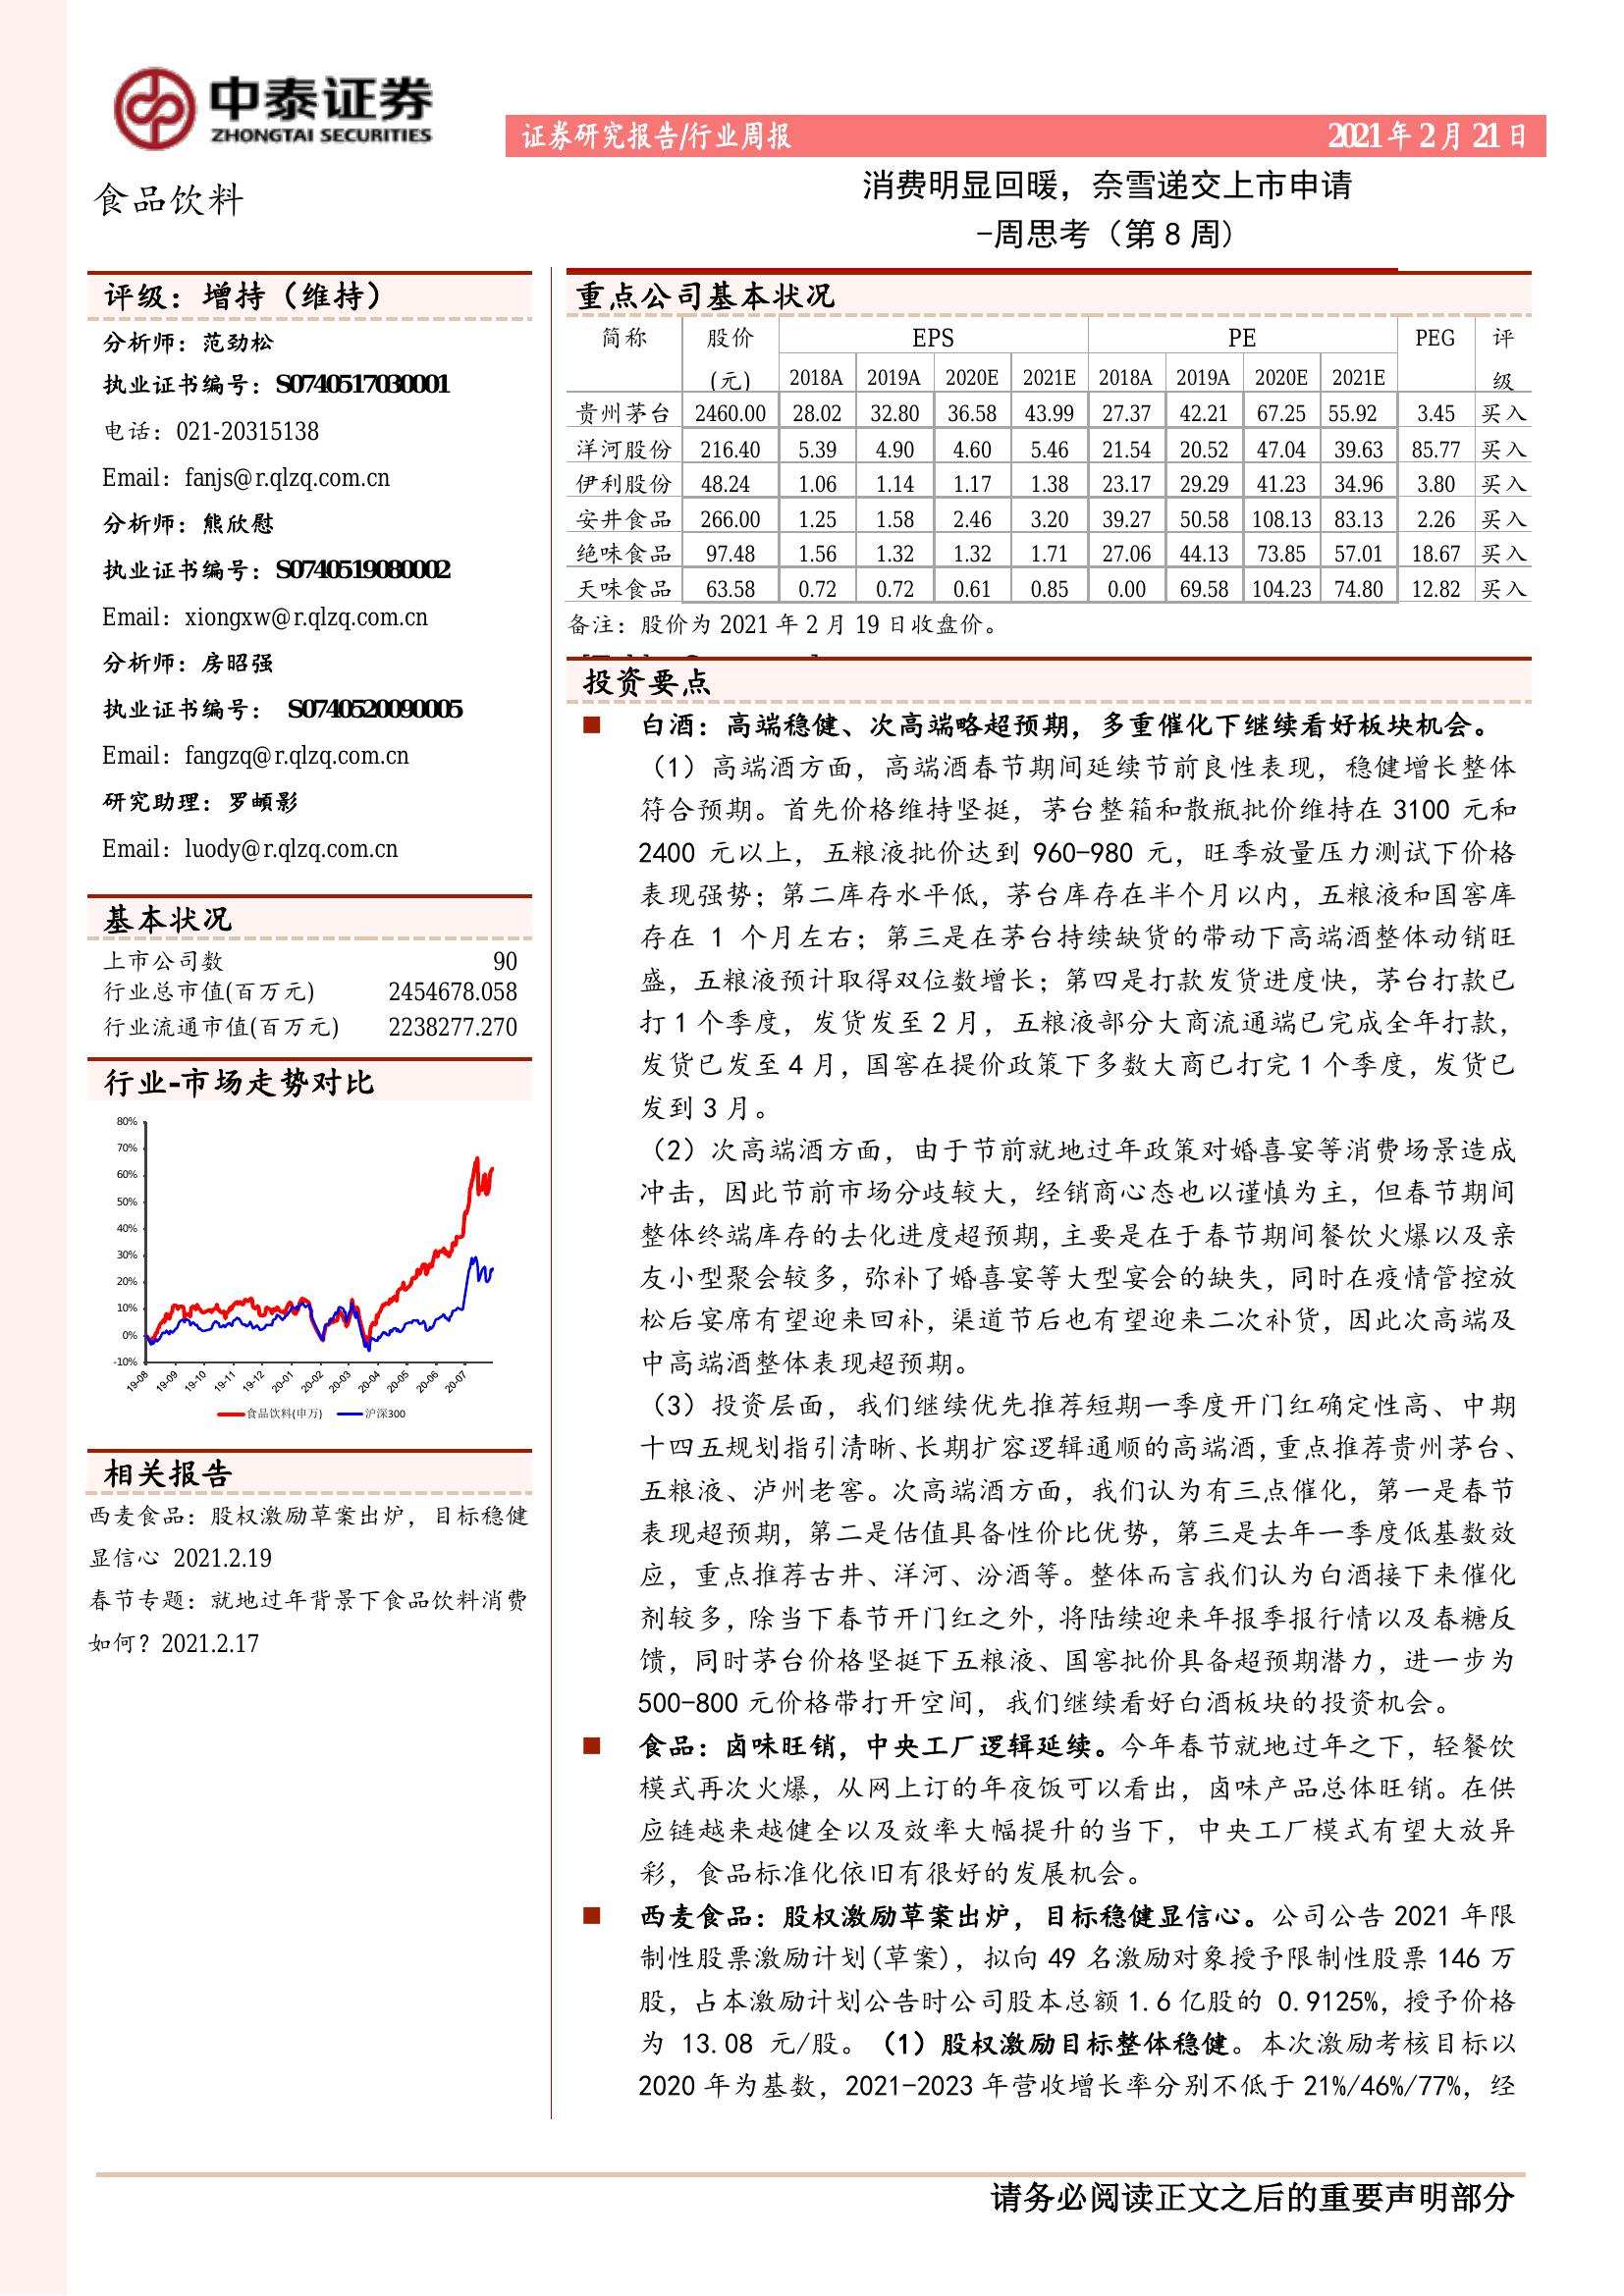 中泰证券
ZHONGTAI SECURITIES
证券研究报告/行业周报 2021年2月21日
食品饮料
消费明显回暖，奈雪递交上市申请
-周思考（第 8 周）
评级：增持（维持）
分析师：范劲松
执业证书编号：S0740517030001
电话：021-20315138
Email：fanjs@r.qlzq.com.cn
分析师：熊欣慰
执业证书编号：S0740519080002
Email：xiongxw@r.qlzq.com.cn
分析师：房昭强
执业证书编号： S0740520090005
Email：fangzq@r.qlzq.com.cn
研究助理：罗頔影
Email：luody@r.qlzq.com.cn
基本状况
上市公司数 90
行业总市值(百万元) 2454678.058
行业流通市值(百万元) 2238277.270
行业-市场走势对比
80%
70%
60%
50%
40%
30%
20%
10%
0%
-10%
19-08 19-09 19-10 19-11 19-12 20-01 20-02 20-03 20-04 20-05 20-06 20-07
食品饮料(申万) 沪深300
相关报告
西麦食品：股权激励草案出炉，目标稳健
显信心 2021.2.19
春节专题：就地过年背景下食品饮料消费
如何？2021.2.17
重点公司基本状况
简称 股价 EPS PE PEG 评
(元) 2018A 2019A 2020E 2021E 2018A 2019A 2020E 2021E 级
贵州茅台 2460.00 28.02 32.80 36.58 43.99 27.37 42.21 67.25 55.92 3.45 买入
洋河股份 216.40 5.39 4.90 4.60 5.46 21.54 20.52 47.04 39.63 85.77 买入
伊利股份 48.24 1.06 1.14 1.17 1.38 23.17 29.29 41.23 34.96 3.80 买入
安井食品 266.00 1.25 1.58 2.46 3.20 39.27 50.58 108.13 83.13 2.26 买入
绝味食品 97.48 1.56 1.32 1.32 1.71 27.06 44.13 73.85 57.01 18.67 买入
天味食品 63.58 0.72 0.72 0.61 0.85 0.00 69.58 104.23 74.80 12.82 买入
备注：股价为 2021 年 2 月 19 日收盘价。
投资要点
■ 白酒：高端稳健、次高端略超预期，多重催化下继续看好板块机会。
（1）高端酒方面，高端酒春节期间延续节前良性表现，稳健增长整体
符合预期。首先价格维持坚挺，茅台整箱和散瓶批价维持在 3100 元和
2400 元以上，五粮液批价达到 960-980 元，旺季放量压力测试下价格
表现强势；第二库存水平低，茅台库存在半个月以内，五粮液和国窖库
存在 1 个月左右；第三是在茅台持续缺货的带动下高端酒整体动销旺
盛，五粮液预计取得双位数增长；第四是打款发货进度快，茅台打款已
打 1 个季度，发货发至 2 月，五粮液部分大商流通端已完成全年打款，
发货已发至 4 月，国窖在提价政策下多数大商已打完 1 个季度，发货已
发到 3 月。
（2）次高端酒方面，由于节前就地过年政策对婚喜宴等消费场景造成
冲击，因此节前市场分歧较大，经销商心态也以谨慎为主，但春节期间
整体终端库存的去化进度超预期，主要是在于春节期间餐饮火爆以及亲
友小型聚会较多，弥补了婚喜宴等大型宴会的缺失，同时在疫情管控放
松后宴席有望迎来回补，渠道节后也有望迎来二次补货，因此次高端及
中高端酒整体表现超预期。
（3）投资层面，我们继续优先推荐短期一季度开门红确定性高、中期
十四五规划指引清晰、长期扩容逻辑通顺的高端酒，重点推荐贵州茅台、
五粮液、泸州老窖。次高端酒方面，我们认为有三点催化，第一是春节
表现超预期，第二是估值具备性价比优势，第三是去年一季度低基数效
应，重点推荐古井、洋河、汾酒等。整体而言我们认为白酒接下来催化
剂较多，除当下春节开门红之外，将陆续迎来年报季报行情以及春糖反
馈，同时茅台价格坚挺下五粮液、国窖批价具备超预期潜力，进一步为
500-800 元价格带打开空间，我们继续看好白酒板块的投资机会。
■ 食品：卤味旺销，中央工厂逻辑延续。今年春节就地过年之下，轻餐饮
模式再次火爆，从网上订的年夜饭可以看出，卤味产品总体旺销。在供
应链越来越健全以及效率大幅提升的当下，中央工厂模式有望大放异
彩，食品标准化依旧有很好的发展机会。
■ 西麦食品：股权激励草案出炉，目标稳健显信心。公司公告 2021 年限
制性股票激励计划(草案)，拟向 49 名激励对象授予限制性股票 146 万
股，占本激励计划公告时公司股本总额 1.6 亿股的 0.9125%，授予价格
为 13.08 元/股。（1）股权激励目标整体稳健。本次激励考核目标以
2020 年为基数，2021-2023 年营收增长率分别不低于 21%/46%/77%，经
请务必阅读正文之后的重要声明部分